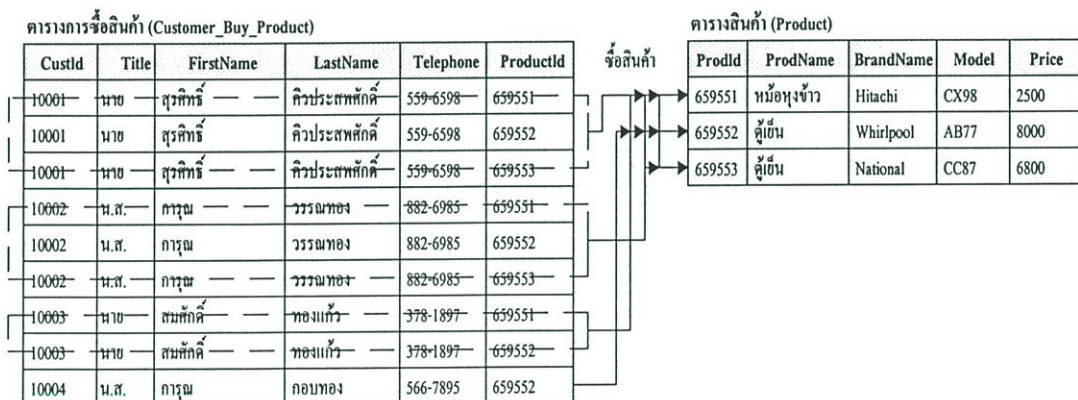 ตารางการซื้อสินค้า (Customer_Buy_Product)
CustId Title FirstName LastName Telephone ProductId
10001 นาย สุรศิทธิ์ คิวประสพศักดิ์ 559-6598 659551
10001 นาย สุรศิทธิ์ คิวประสพศักดิ์ 559-6598 659552
10001 นาย สุรศิทธิ์ คิวประสพศักดิ์ 559-6598 659553
10002 น.ส. การุณ วรรณทอง 882-6985 659551
10002 น.ส. การุณ วรรณทอง 882-6985 659552
10002 น.ส. การุณ วรรณทอง 882-6985 659553
10003 นาย สมศักดิ์ ทองแก้ว 378-1897 659551
10003 นาย สมศักดิ์ ทองแก้ว 378-1897 659552
10004 น.ส. การุณ กอบทอง 566-7895 659552
ซื้อสินค้า
ตารางสินค้า (Product)
ProdId ProdName BrandName Model Price
659551 หม้อหุงข้าว Hitachi CX98 2500
659552 ตู้เย็น Whirlpool AB77 8000
659553 ตู้เย็น National CC87 6800